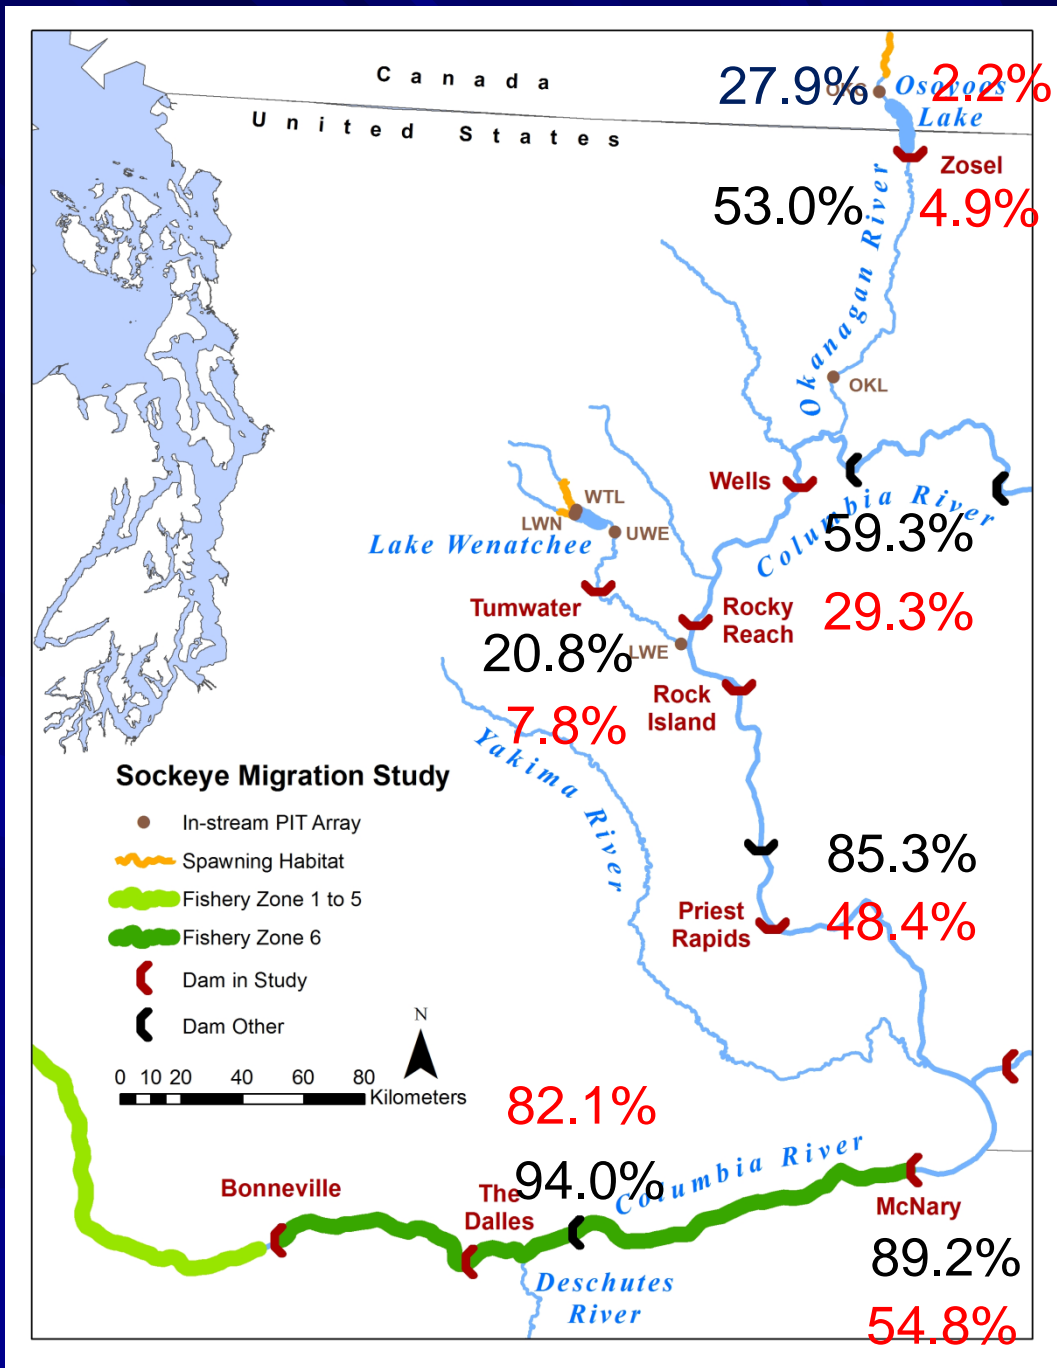 Canada
United States
27.9%
2.2%
OKC
Osoyoos
Lake
Zosel
53.0%
4.9%
Okanagan River
OKL
Wells
Columbia River
59.3%
WTL
LWN
UWE
Lake Wenatchee
Tumwater
Rocky
Reach
29.3%
20.8%
LWE
Rock
Island
7.8%
Yakima River
Sockeye Migration Study
In-stream PIT Array
Spawning Habitat
Fishery Zone 1 to 5
Fishery Zone 6
Dam in Study
Dam Other
85.3%
Priest
Rapids
48.4%
N
0 10 20 40 60 80
Kilometers
82.1%
94.0%
Columbia River
Bonneville
The
Dalles
McNary
89.2%
Deschutes
River
54.8%